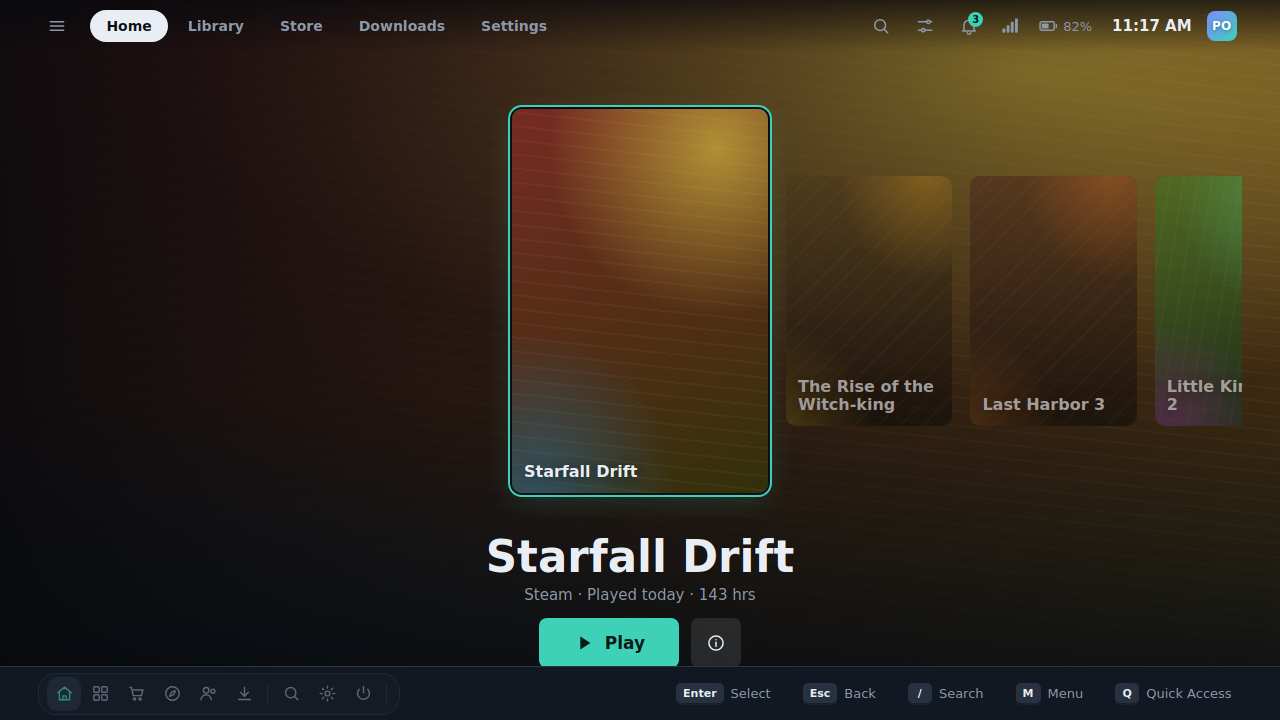 Home Library Store Downloads Settings 3 82% 11:17 AM PO
The Rise of the
Witch-king
Last Harbor 3
Little Kin
2
Starfall Drift
Starfall Drift
Steam · Played today · 143 hrs
Play
Enter Select Esc Back / Search M Menu Q Quick Access